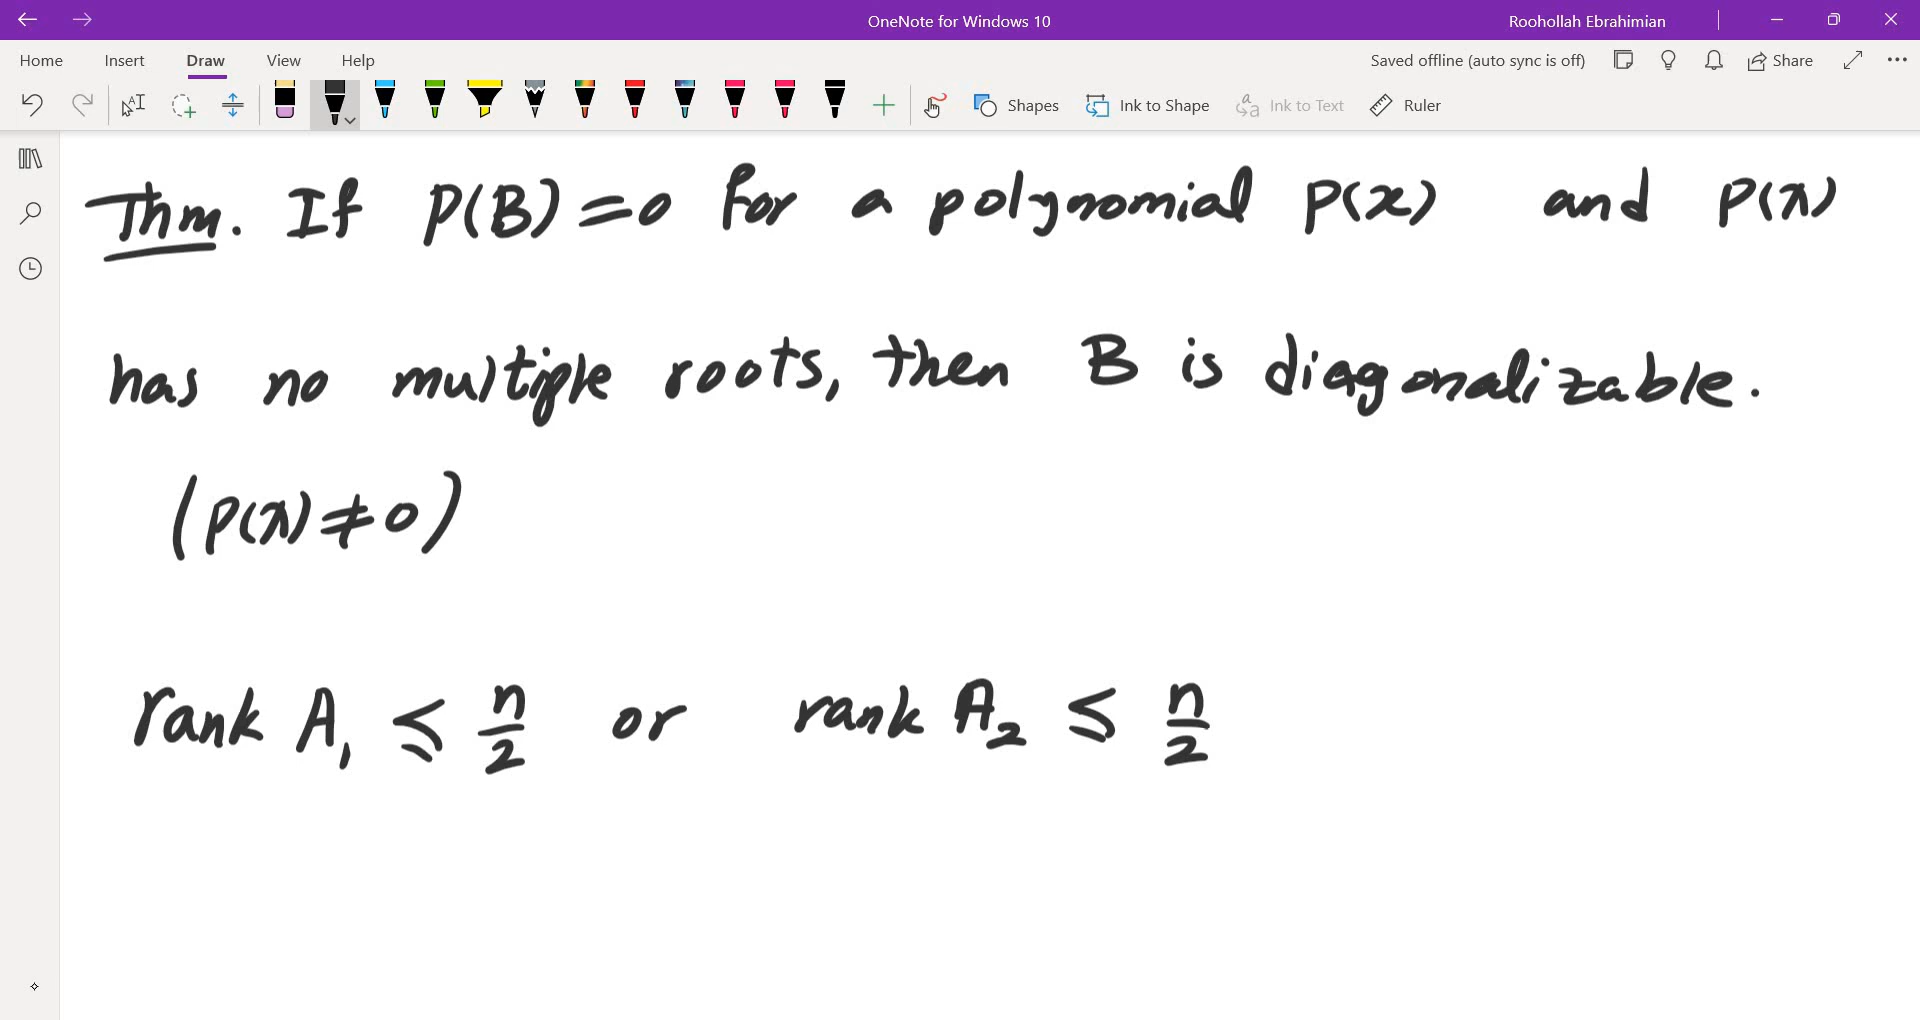 OneNote for Windows 10
Roohollah Ebrahimian
Home Insert Draw View Help
Saved offline (auto sync is off) Share
Shapes Ink to Shape Ink to Text Ruler
Thm. If P(B)=0 for a polynomial P(x) and P(x)
has no multiple roots, then B is diagonalizable.
(P(x)≠0)
rank A₁ ≤ n/2 or rank A₂ ≤ n/2